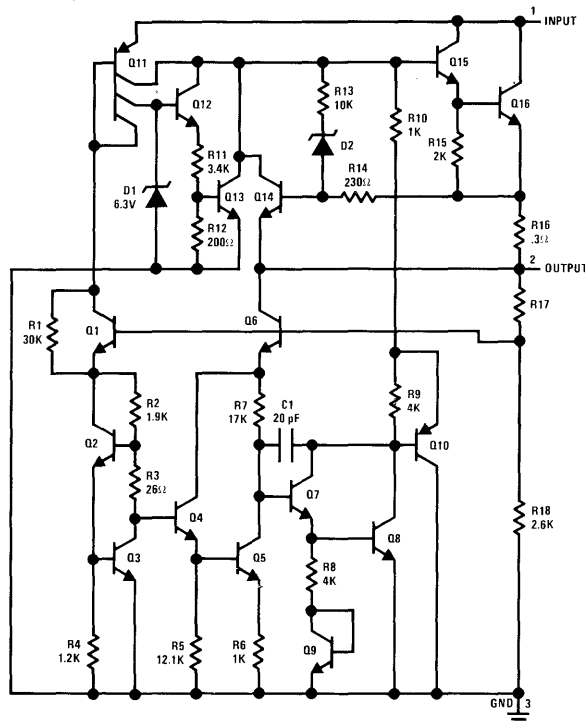 1
INPUT
Q11
Q15
Q12
Q16
R13
10K
R10
1K
R15
2K
D2
R11
3.4K
R14
230Ω
D1
6.3V
Q13
Q14
R12
200Ω
R16
.3Ω
2
OUTPUT
R17
R1
30K
Q1
Q6
R2
1.9K
R7
17K
C1
20 pF
R9
4K
Q2
Q10
R3
26Ω
Q4
Q7
R18
2.6K
Q3
Q5
Q8
R8
4K
R4
1.2K
R5
12.1K
R6
1K
Q9
GND 3